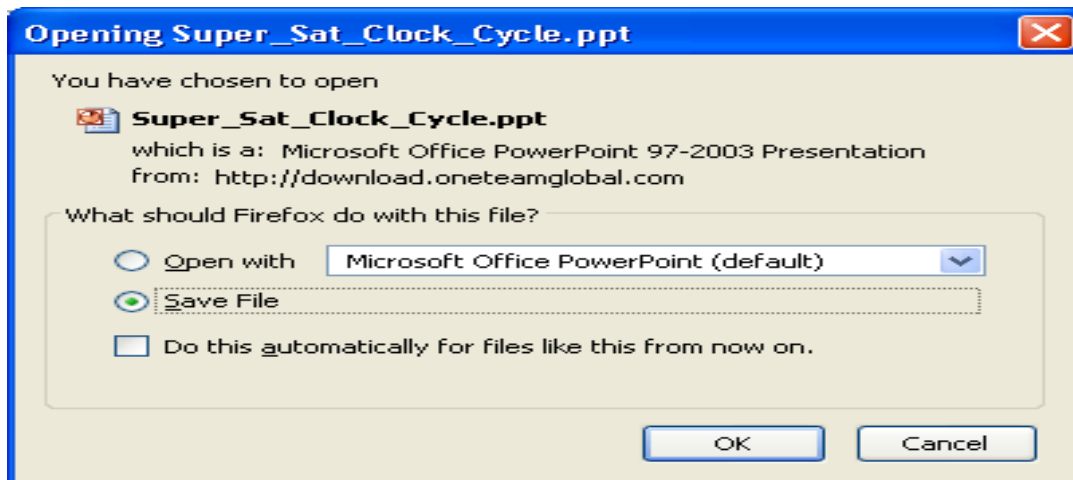 Opening Super_Sat_Clock_Cycle.ppt
You have chosen to open
Super_Sat_Clock_Cycle.ppt
which is a: Microsoft Office PowerPoint 97-2003 Presentation
from: http://download.oneteamglobal.com
What should Firefox do with this file?
Open with Microsoft Office PowerPoint (default)
Save File
Do this automatically for files like this from now on.
OK Cancel